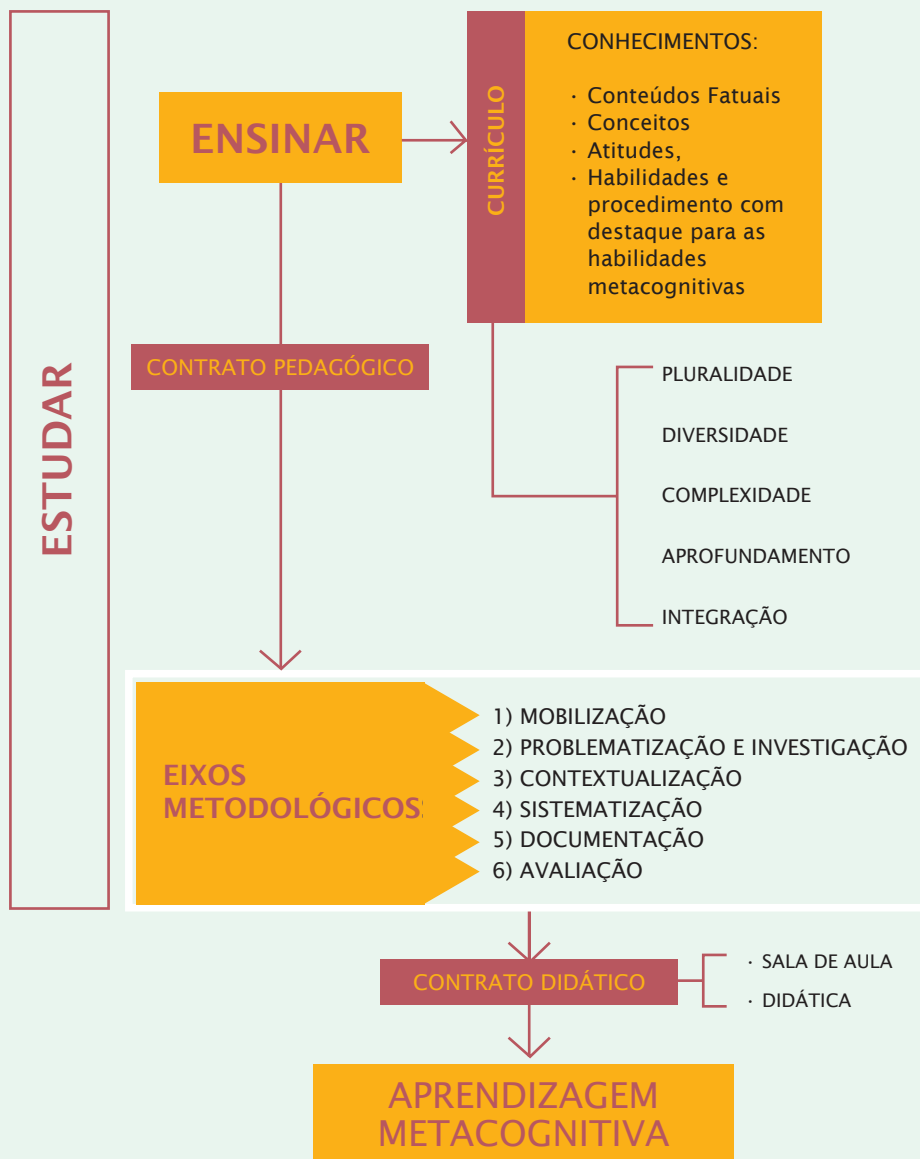 ESTUDAR
ENSINAR
CURRÍCULO
CONHECIMENTOS:
· Conteúdos Fatuais
· Conceitos
· Atitudes,
· Habilidades e
procedimento com
destaque para as
habilidades
metacognitivas
CONTRATO PEDAGÓGICO
PLURALIDADE
DIVERSIDADE
COMPLEXIDADE
APROFUNDAMENTO
INTEGRAÇÃO
EIXOS
METODOLÓGICOS:
1) MOBILIZAÇÃO
2) PROBLEMATIZAÇÃO E INVESTIGAÇÃO
3) CONTEXTUALIZAÇÃO
4) SISTEMATIZAÇÃO
5) DOCUMENTAÇÃO
6) AVALIAÇÃO
CONTRATO DIDÁTICO
· SALA DE AULA
· DIDÁTICA
APRENDIZAGEM
METACOGNITIVA